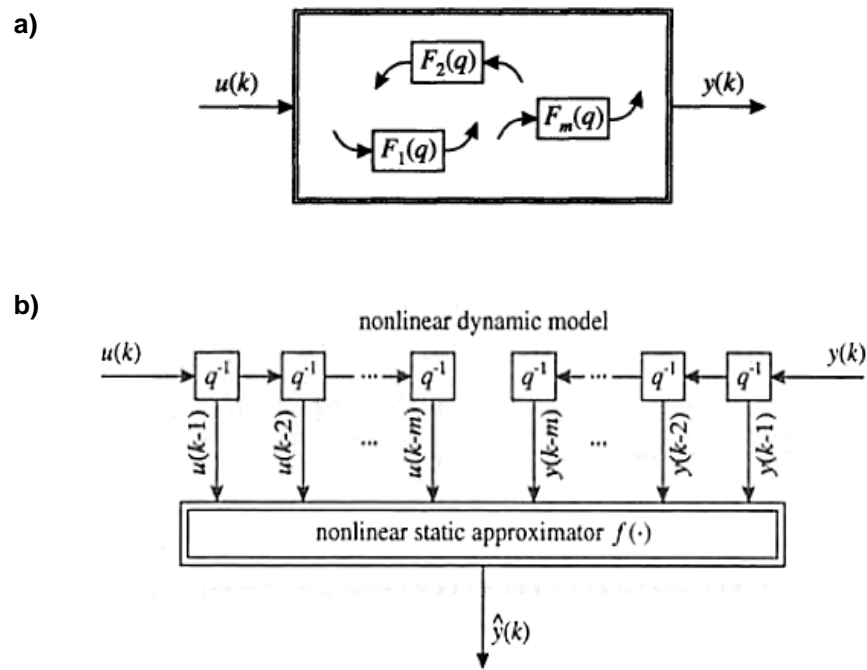 a)
u(k)
F₂(q)
y(k)
Fₘ(q)
F₁(q)
b)
nonlinear dynamic model
u(k)
q⁻¹ q⁻¹ ... q⁻¹ q⁻¹ ... q⁻¹ q⁻¹
y(k)
u(k-1) u(k-2) ... u(k-m) y(k-m) ... y(k-2) y(k-1)
nonlinear static approximator f(·)
ŷ(k)